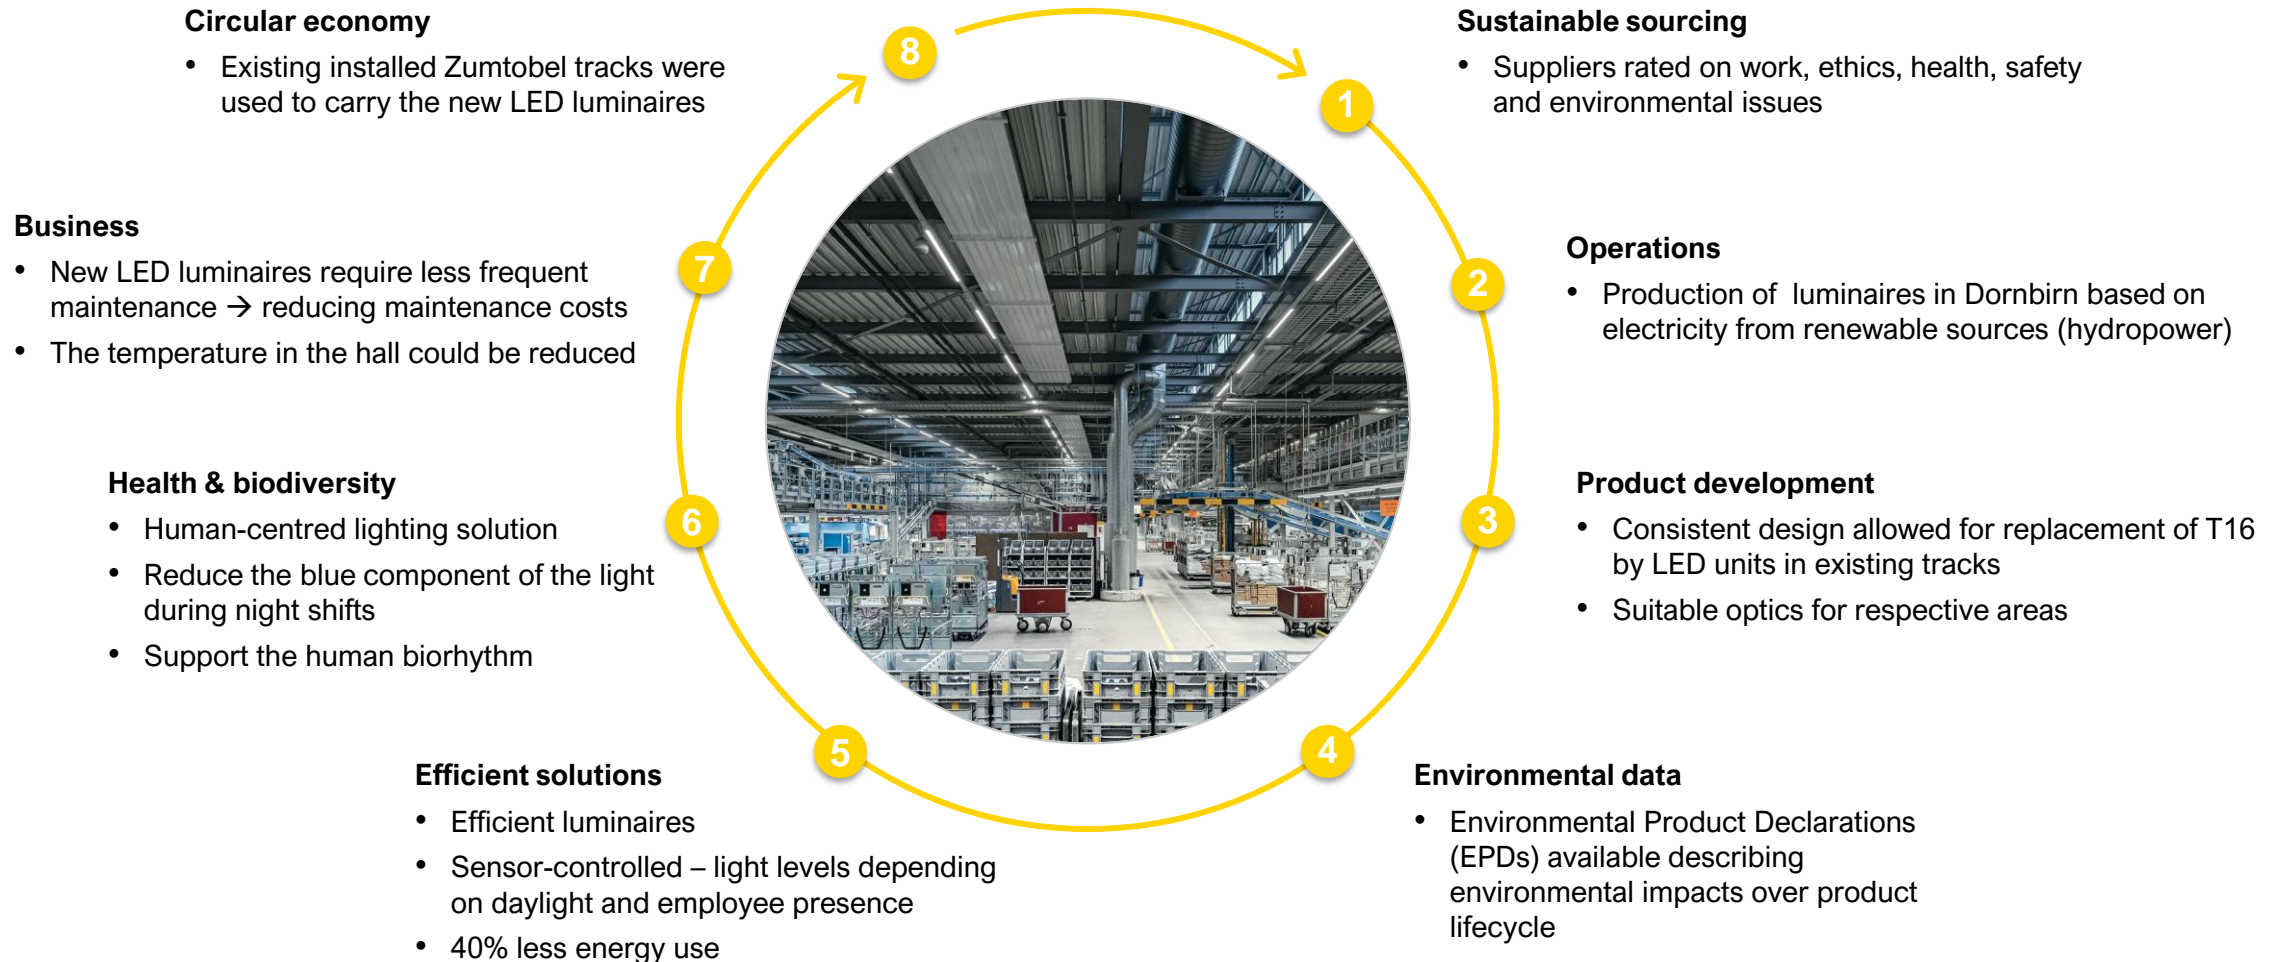 Circular economy
• Existing installed Zumtobel tracks were
used to carry the new LED luminaires
8
Sustainable sourcing
• Suppliers rated on work, ethics, health, safety
and environmental issues
1
Operations
• Production of  luminaires in Dornbirn based on
electricity from renewable sources (hydropower)
2
Product development
• Consistent design allowed for replacement of T16
by LED units in existing tracks
• Suitable optics for respective areas
3
Environmental data
• Environmental Product Declarations
(EPDs) available describing
environmental impacts over product
lifecycle
4
Efficient solutions
• Efficient luminaires
• Sensor-controlled – light levels depending
on daylight and employee presence
• 40% less energy use
5
Health & biodiversity
• Human-centred lighting solution
• Reduce the blue component of the light
during night shifts
• Support the human biorhythm
6
Business
• New LED luminaires require less frequent
maintenance → reducing maintenance costs
• The temperature in the hall could be reduced
7